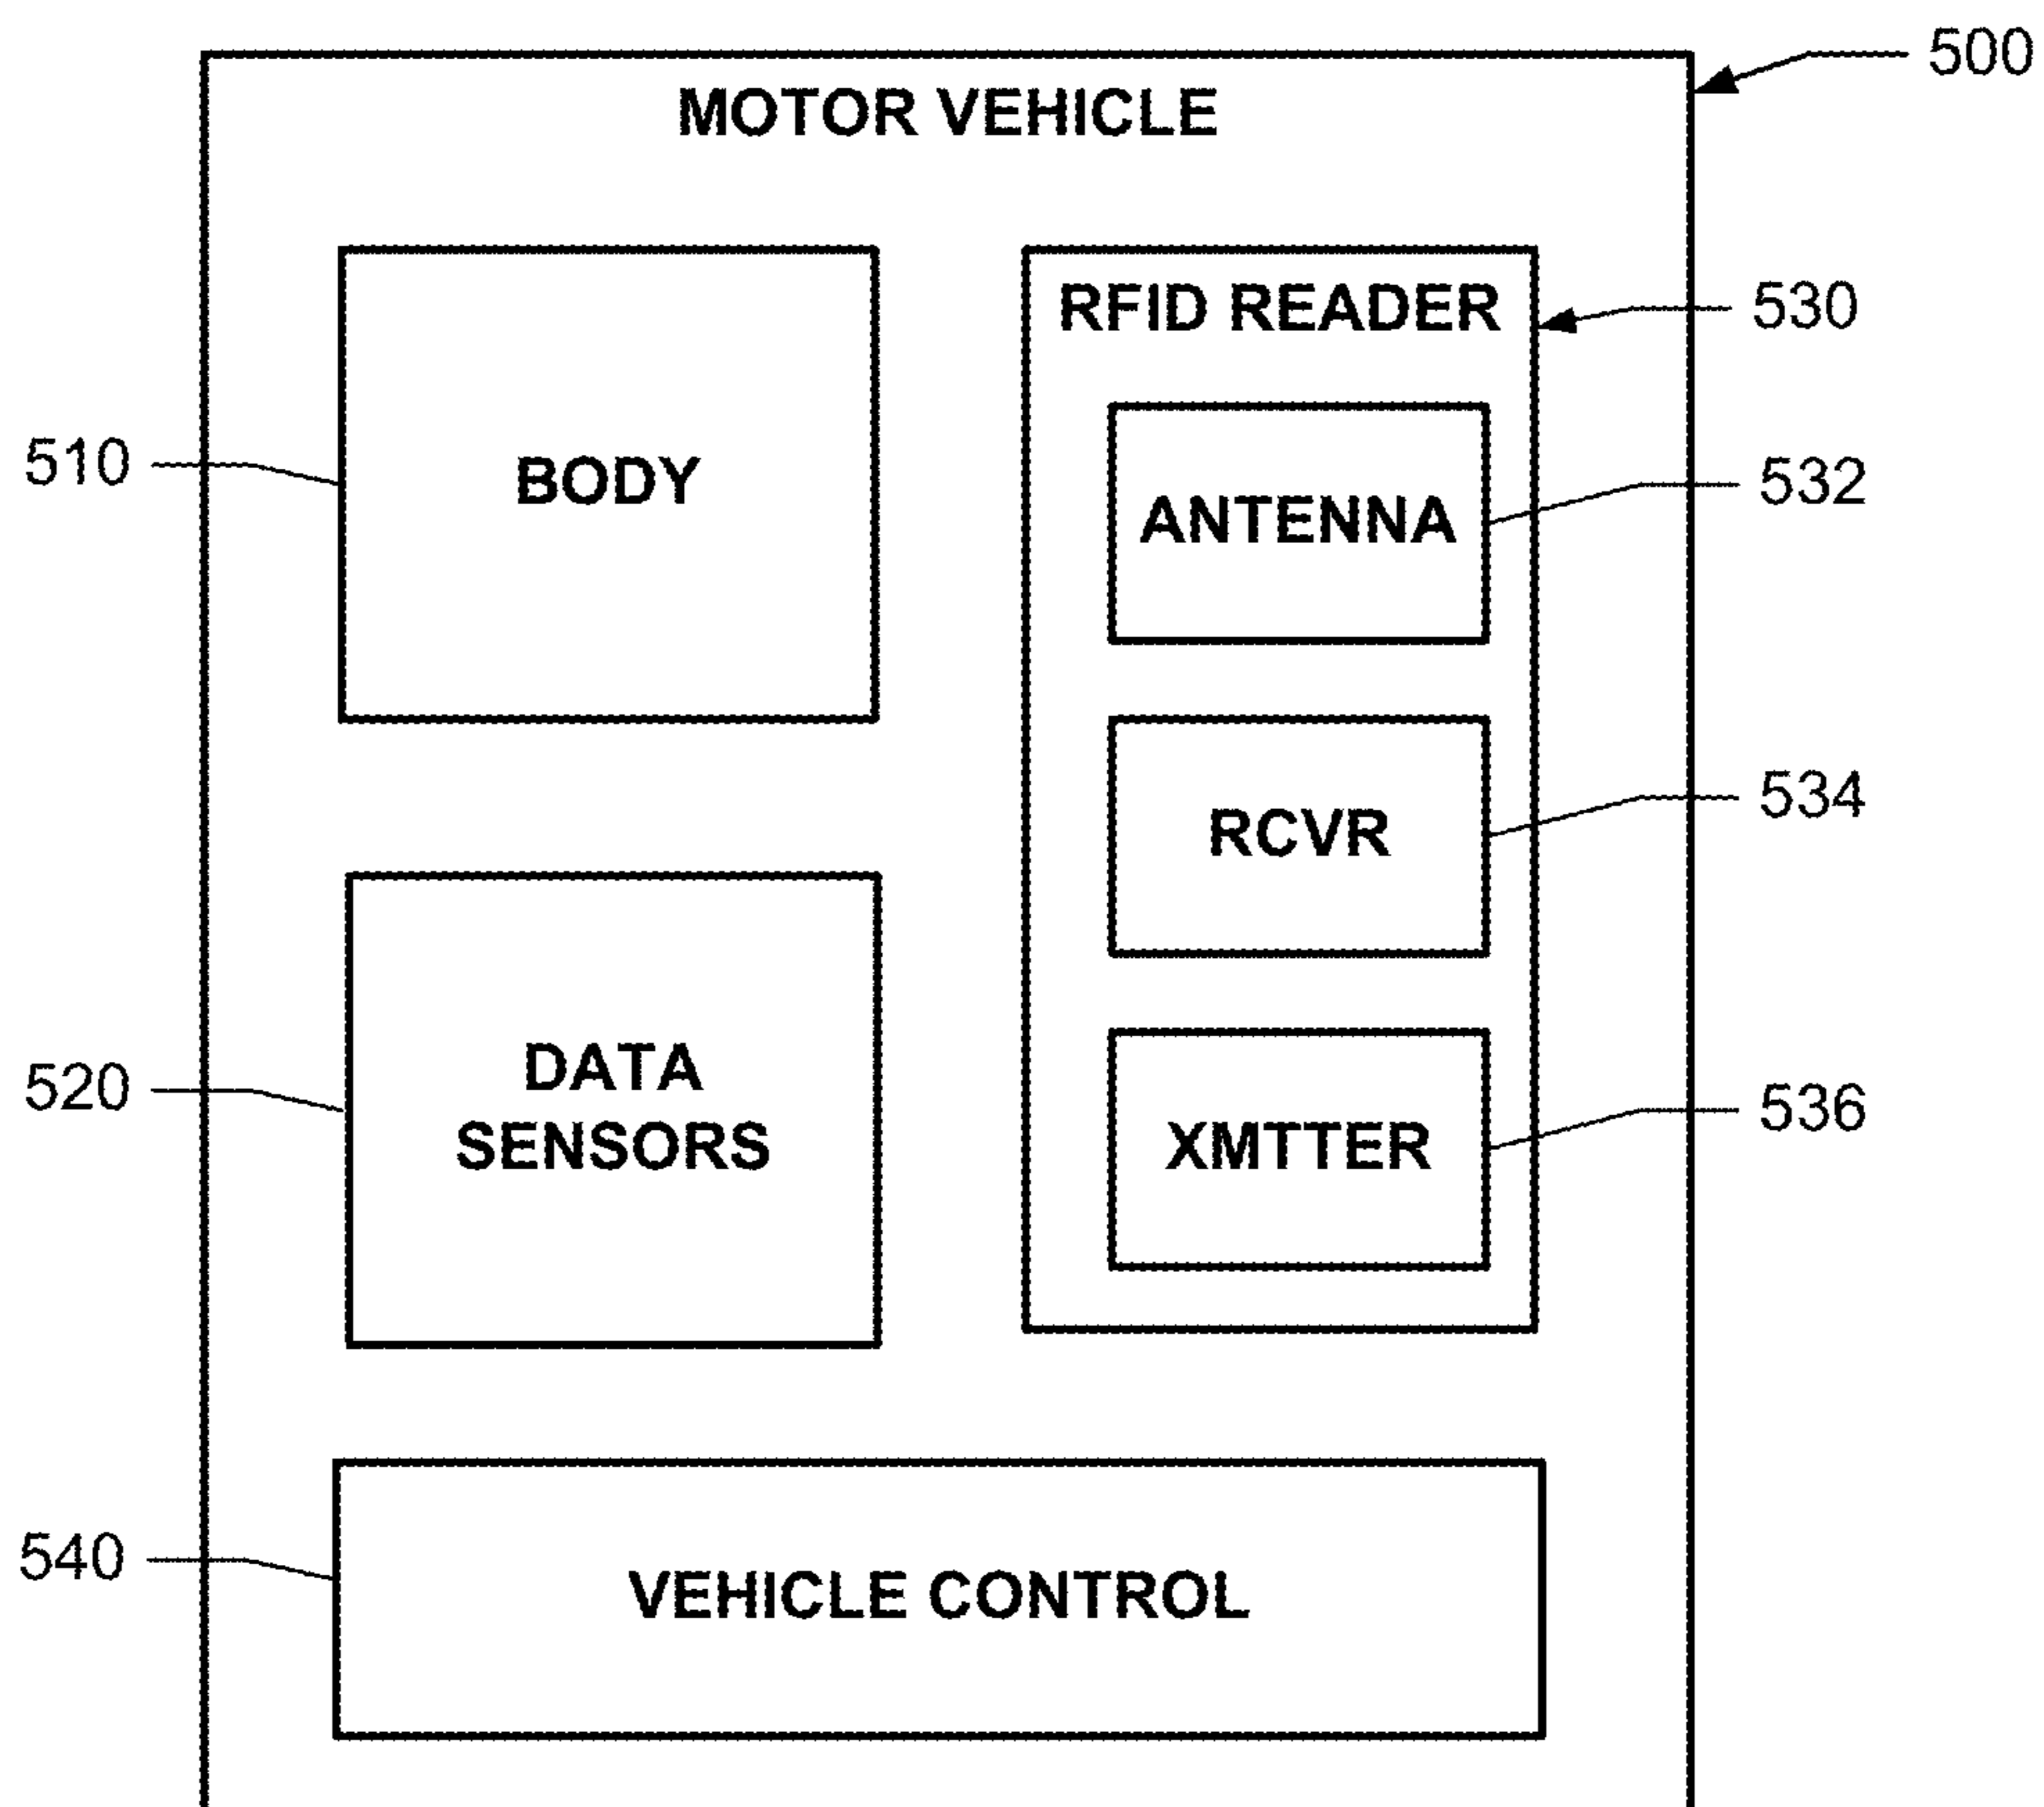 500
MOTOR VEHICLE
RFID READER
530
510
BODY
ANTENNA
532
RCVR
534
520
DATA
SENSORS
XMTTER
536
540
VEHICLE CONTROL